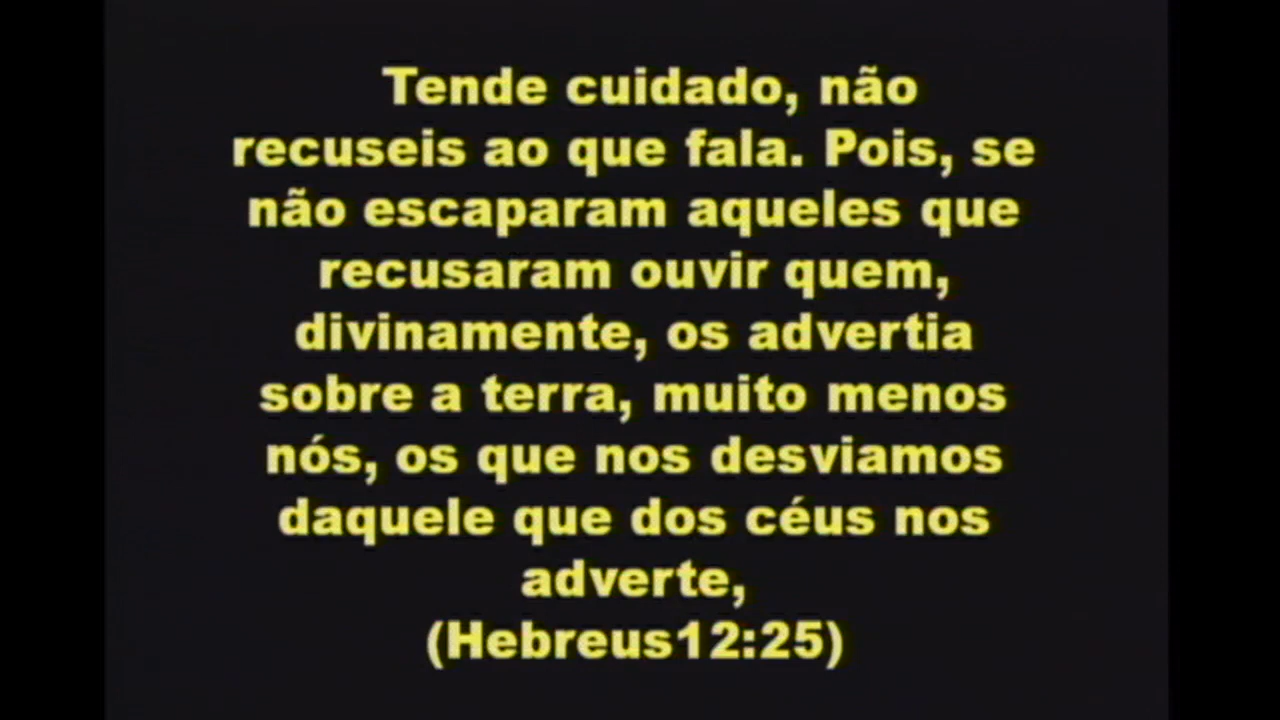 Tende cuidado, não
recuseis ao que fala. Pois, se
não escaparam aqueles que
recusaram ouvir quem,
divinamente, os advertia
sobre a terra, muito menos
nós, os que nos desviamos
daquele que dos céus nos
adverte,
(Hebreus12:25)